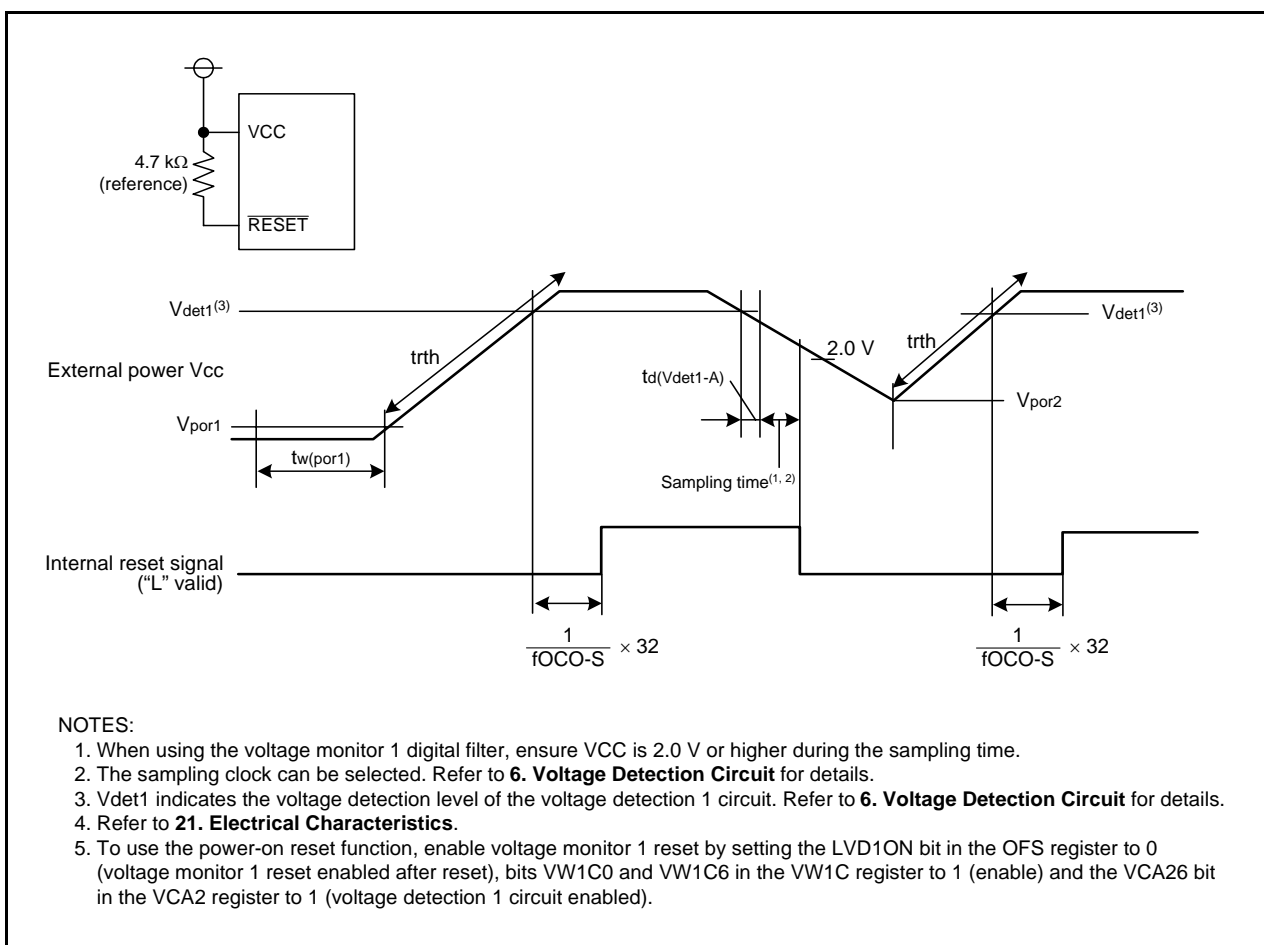 VCC
4.7 kΩ
(reference)
RESET
Vdet1(3)
Vdet1(3)
trth
2.0 V
trth
External power Vcc
td(Vdet1-A)
Vpor2
Vpor1
tw(por1)
Sampling time(1, 2)
Internal reset signal
(“L” valid)
1
fOCO-S
× 32
1
fOCO-S
× 32
NOTES:
1. When using the voltage monitor 1 digital filter, ensure VCC is 2.0 V or higher during the sampling time.
2. The sampling clock can be selected. Refer to 6. Voltage Detection Circuit for details.
3. Vdet1 indicates the voltage detection level of the voltage detection 1 circuit. Refer to 6. Voltage Detection Circuit for details.
4. Refer to 21. Electrical Characteristics.
5. To use the power-on reset function, enable voltage monitor 1 reset by setting the LVD1ON bit in the OFS register to 0
(voltage monitor 1 reset enabled after reset), bits VW1C0 and VW1C6 in the VW1C register to 1 (enable) and the VCA26 bit
in the VCA2 register to 1 (voltage detection 1 circuit enabled).